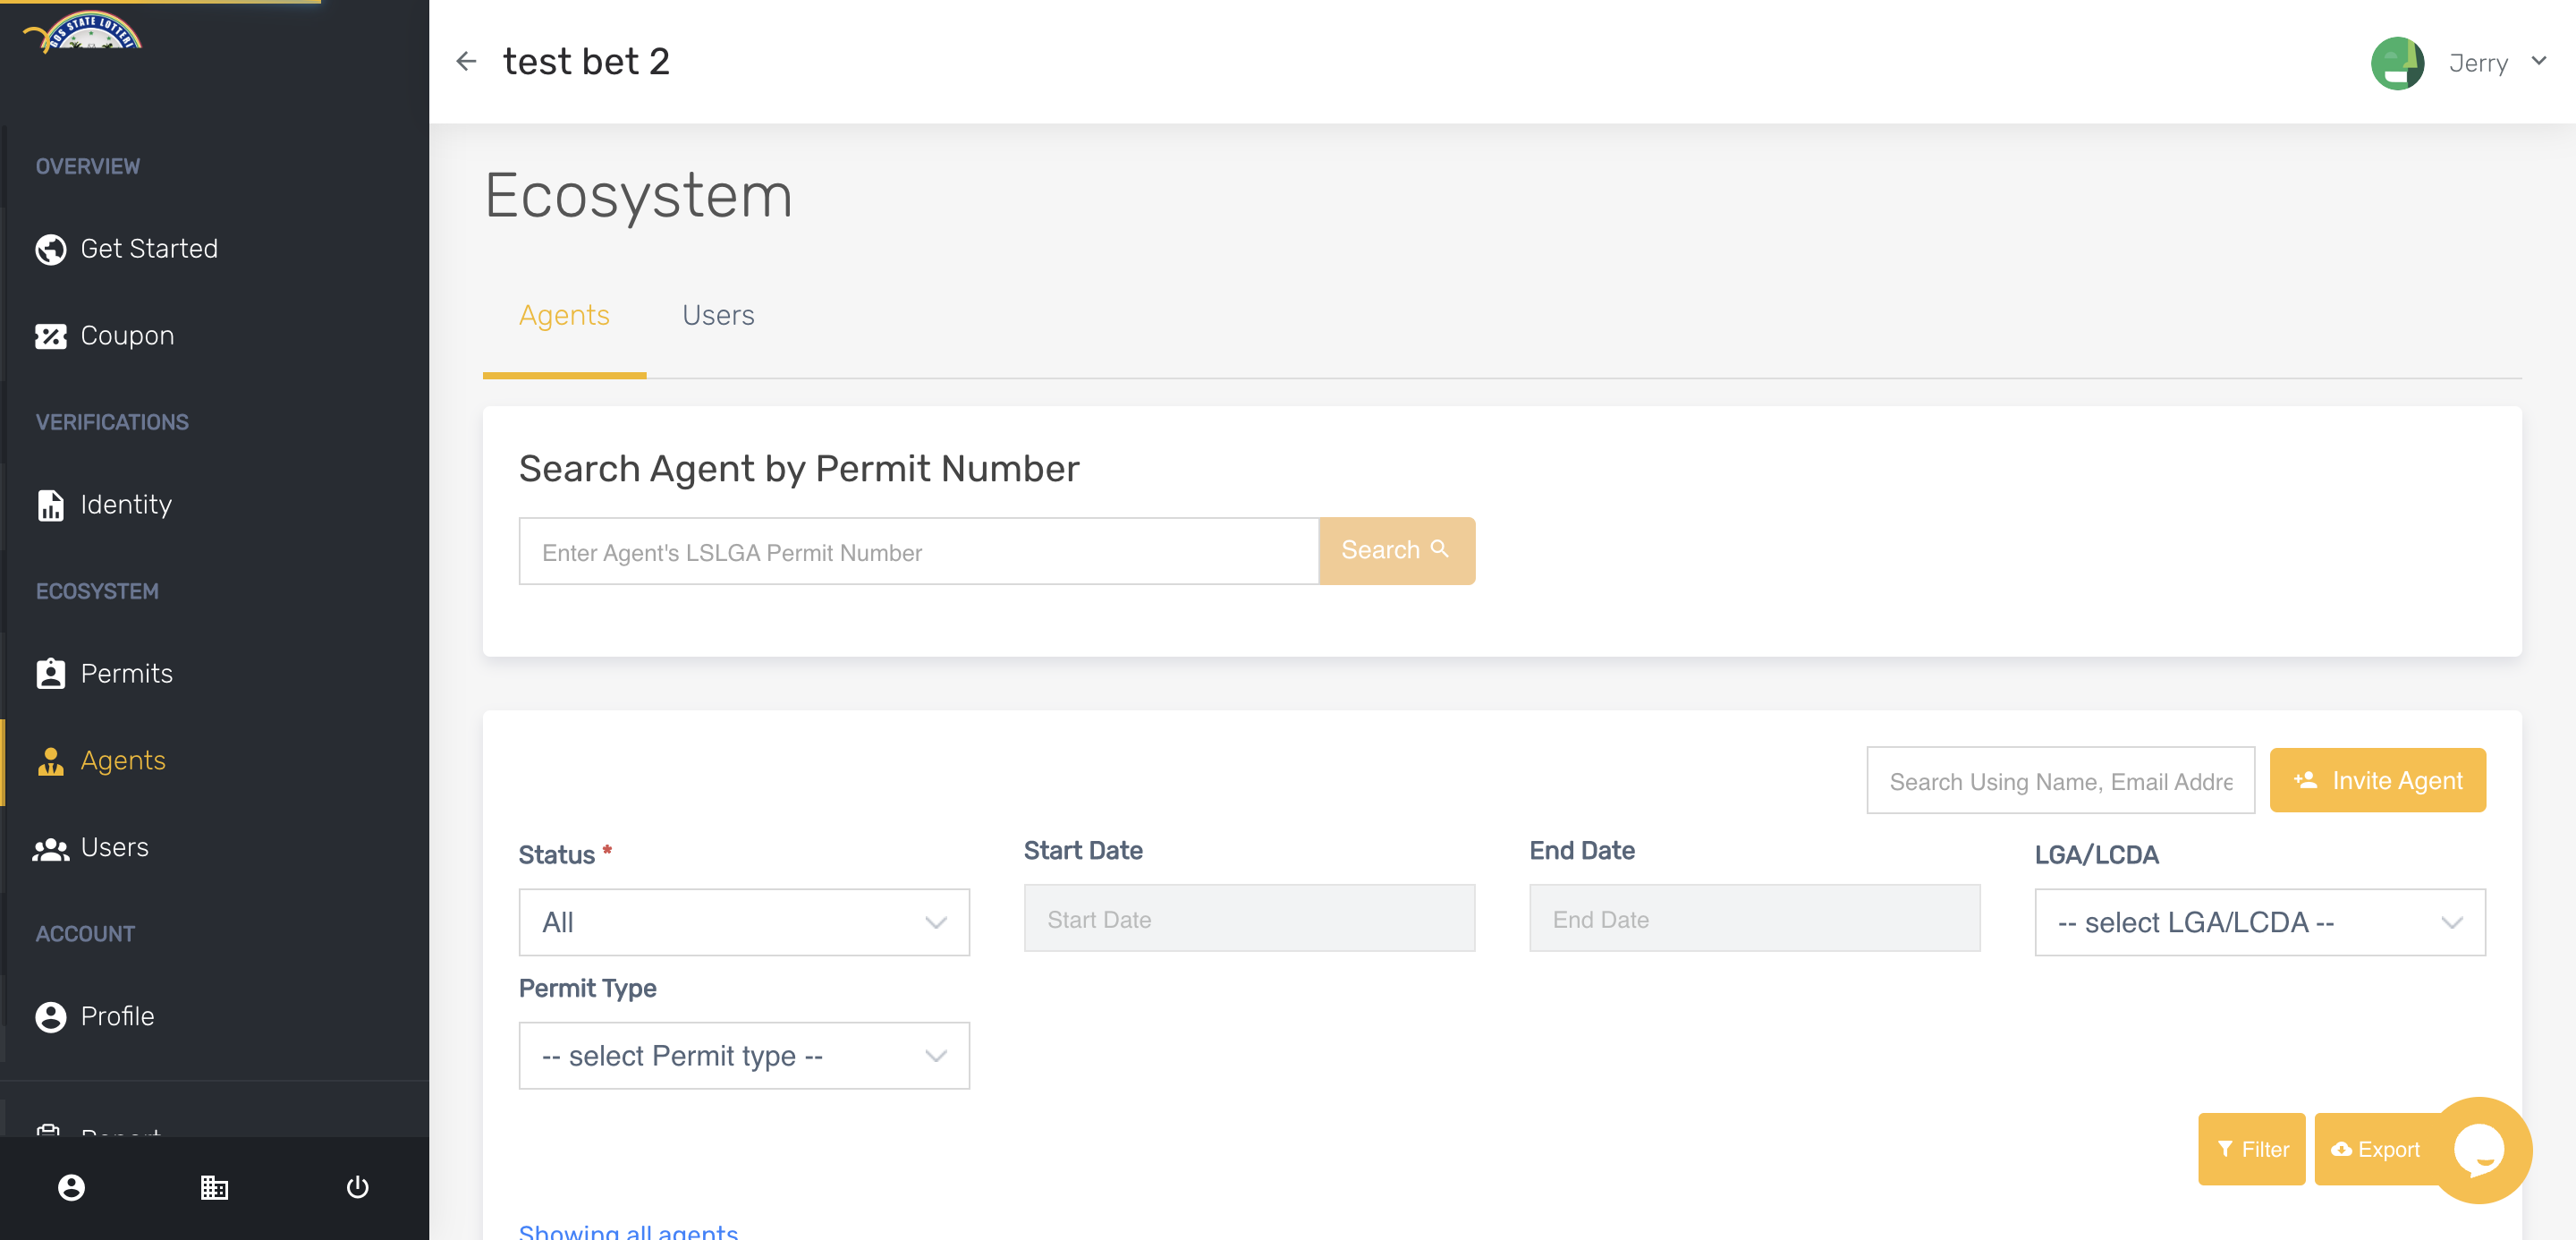 GOS STATE LOTTERI
test bet 2
Jerry
OVERVIEW
Get Started
Coupon
VERIFICATIONS
Identity
ECOSYSTEM
Permits
Agents
Users
ACCOUNT
Profile
Report
Ecosystem
Agents
Users
Search Agent by Permit Number
Enter Agent's LSLGA Permit Number
Search
Search Using Name, Email Addre
Invite Agent
Status *
Start Date
End Date
LGA/LCDA
All
Start Date
End Date
-- select LGA/LCDA --
Permit Type
-- select Permit type --
Filter
Export
Showing all agents